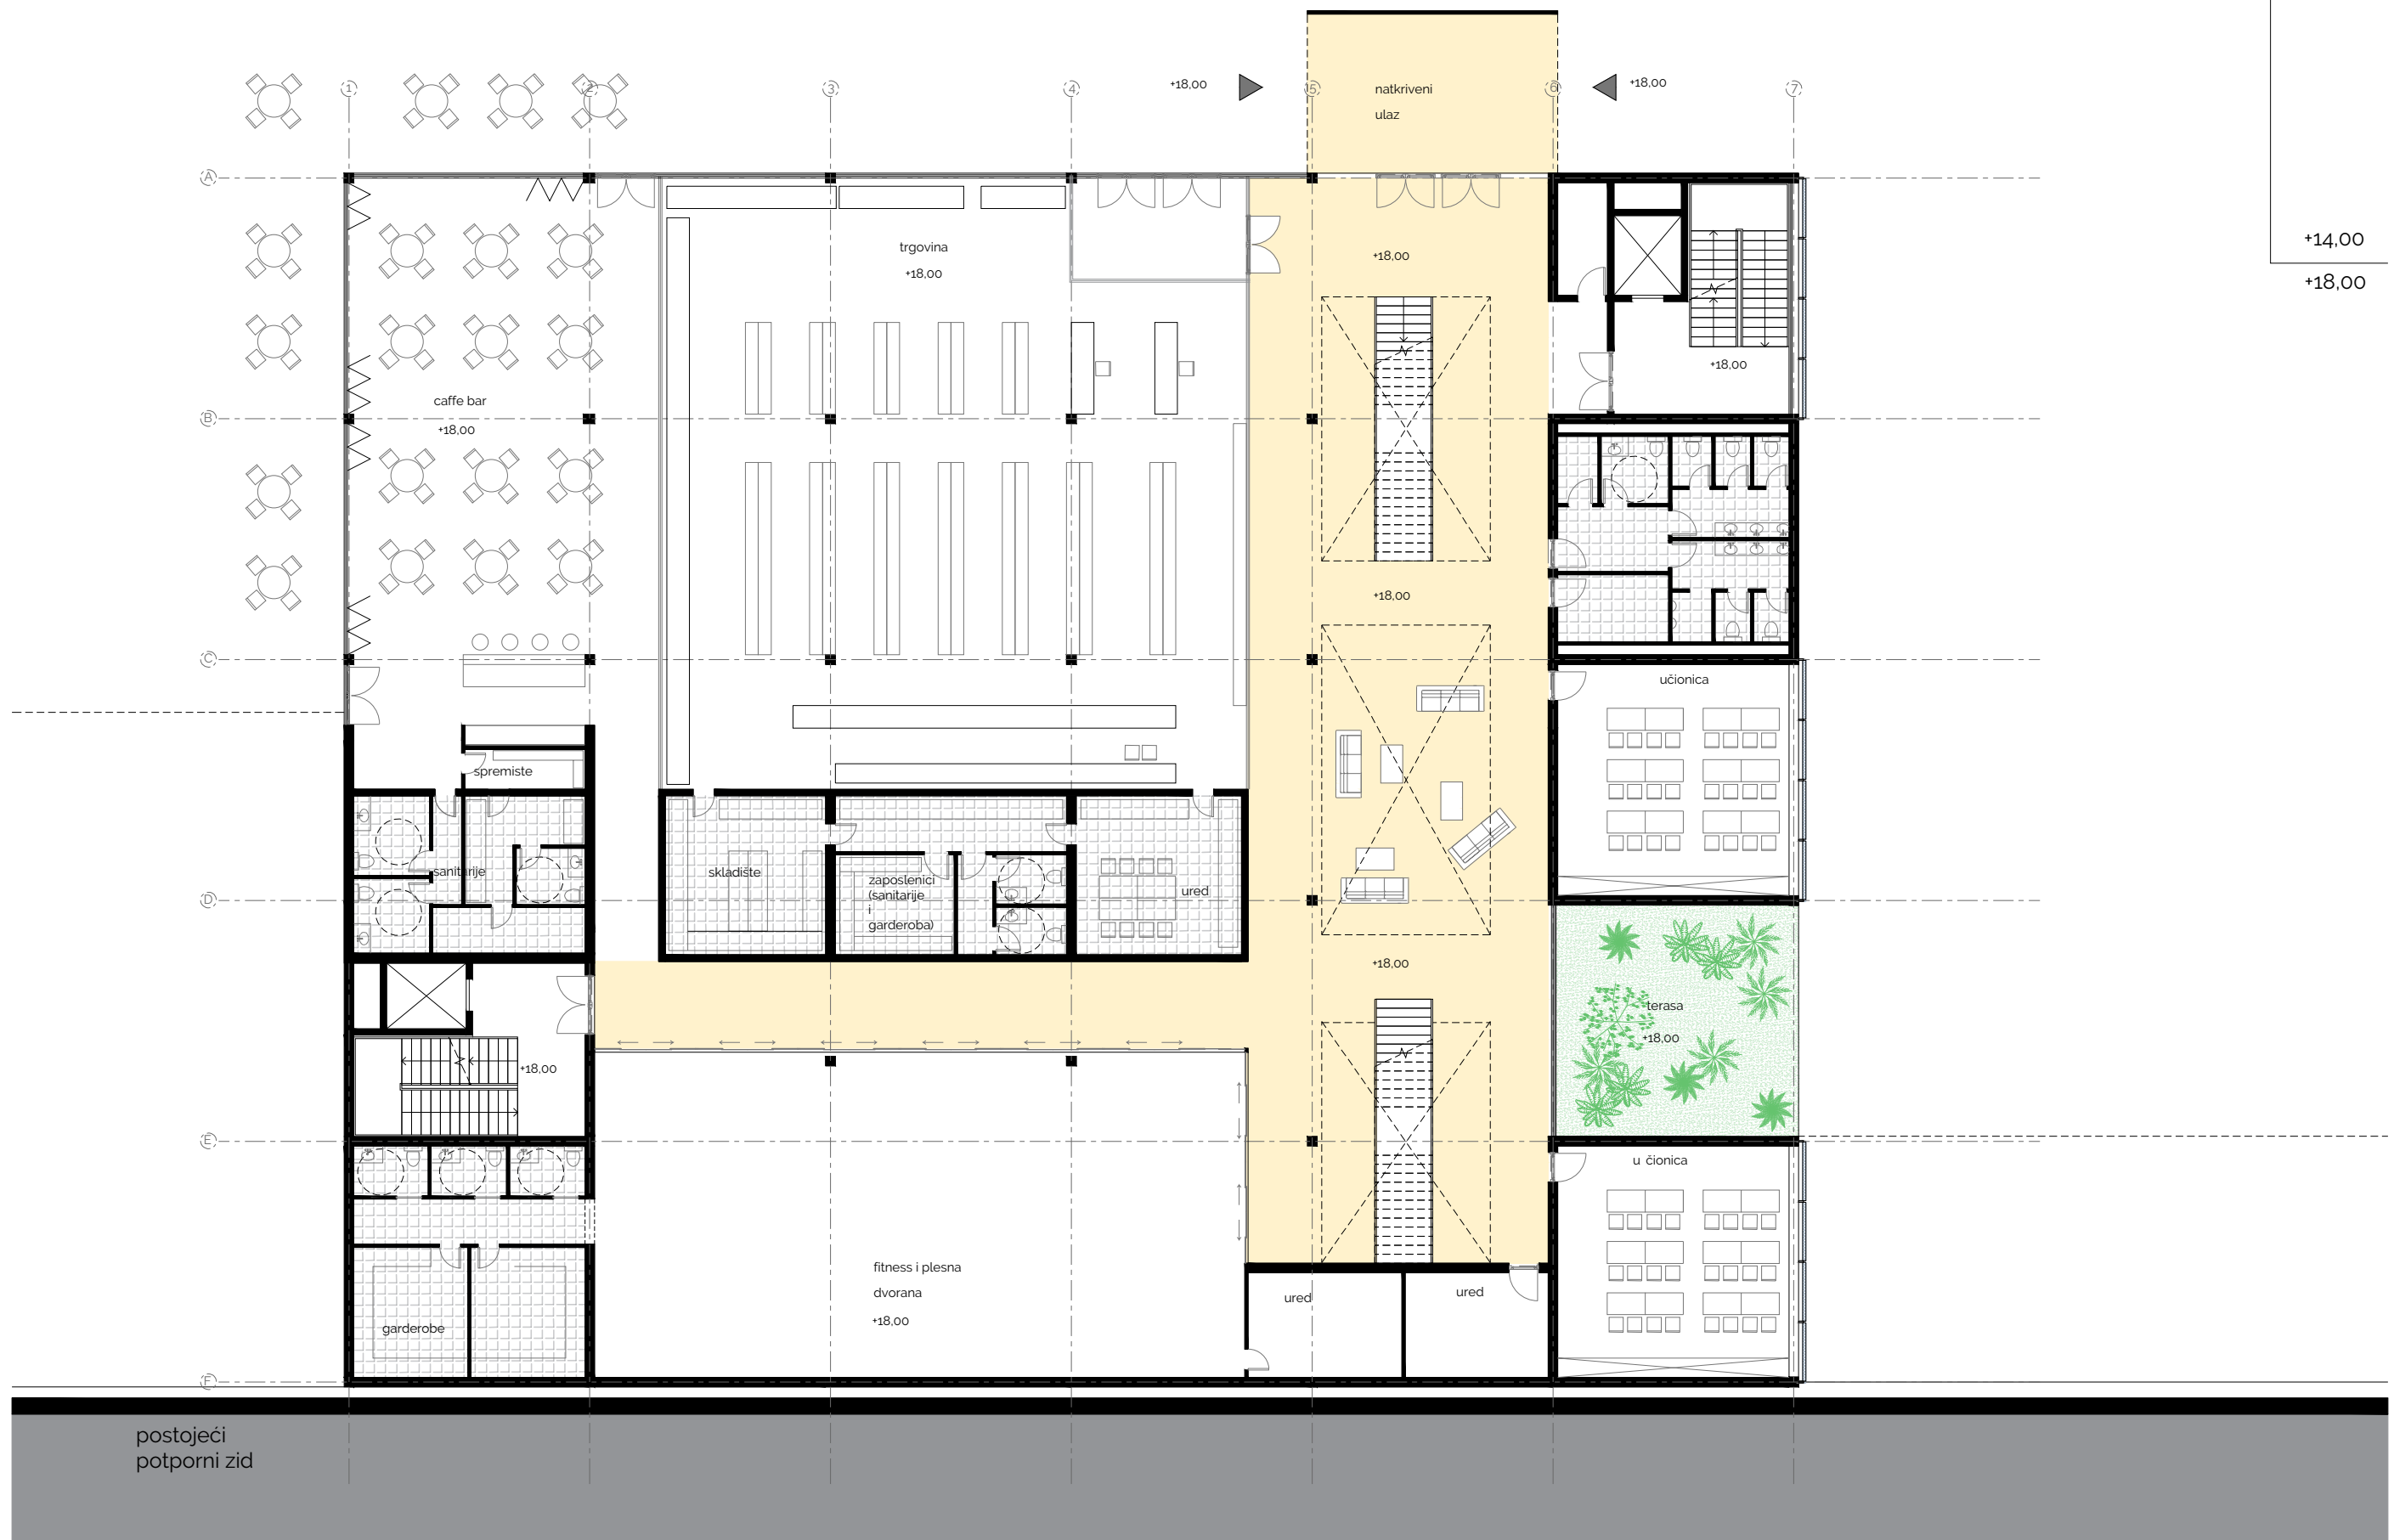 1
2
3
4
5
6
7
+18,00
+18,00
natkriveni
ulaz
A
+14,00
+18,00
trgovina
+18,00
+18,00
+18,00
caffe bar
+18,00
B
+18,00
C
učionica
spremiste
sanitarije
skladište
zaposlenici
(sanitarije
i
garderoba)
ured
D
+18,00
terasa
+18,00
+18,00
E
u čionica
fitness i plesna
dvorana
+18,00
ured
ured
garderobe
F
postojeći
potporni zid